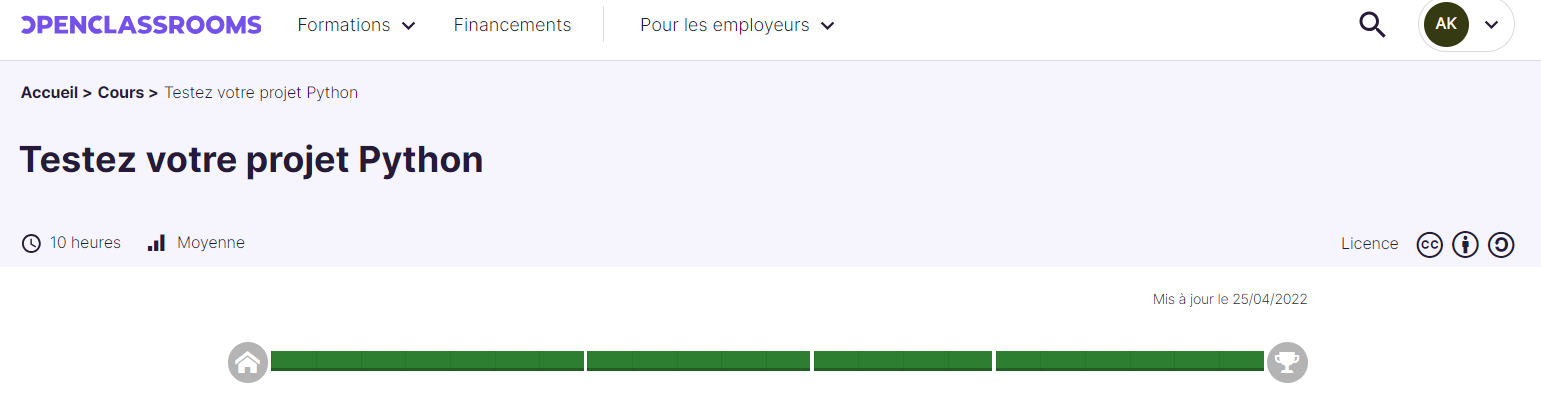 OPENCLASSROOMS Formations Financements Pour les employeurs AK
Accueil > Cours > Testez votre projet Python
Testez votre projet Python
10 heures Moyenne Licence cc
Mis à jour le 25/04/2022